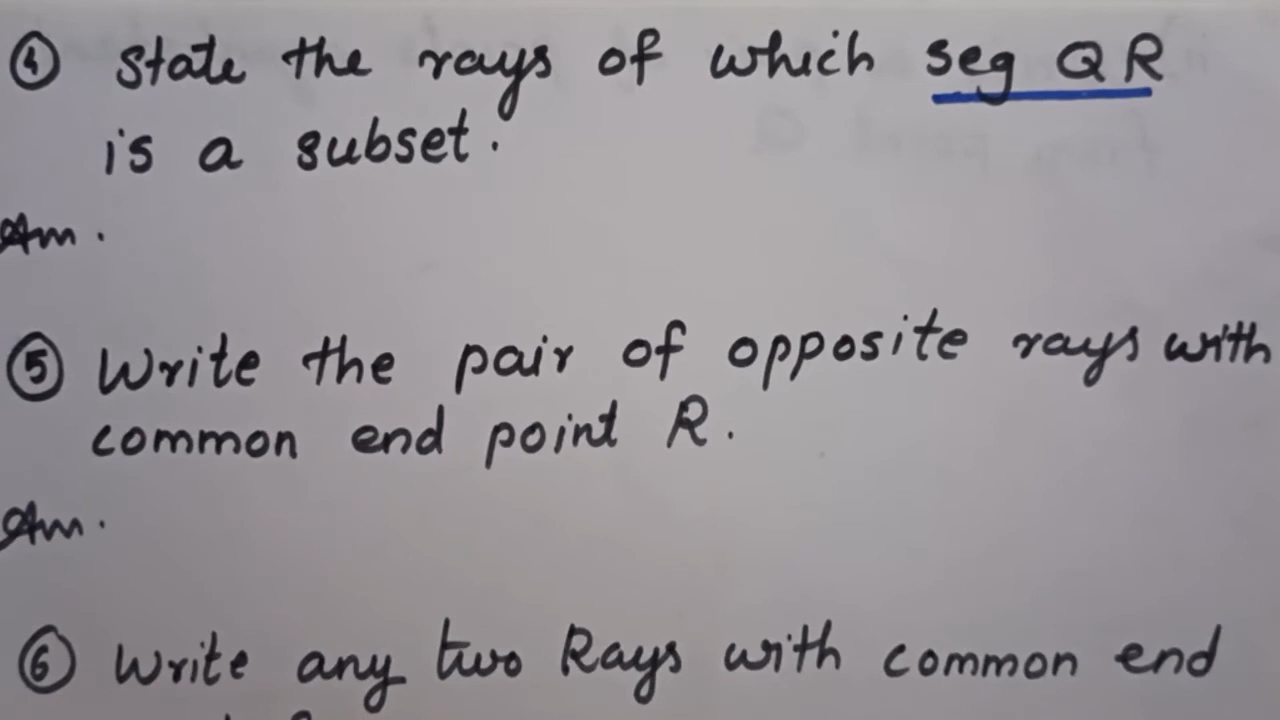 ④ State the rays of which seg QR
is a subset.
Ans.
⑤ Write the pair of opposite rays with
common end point R.
Ans.
⑥ Write any two Rays with common end